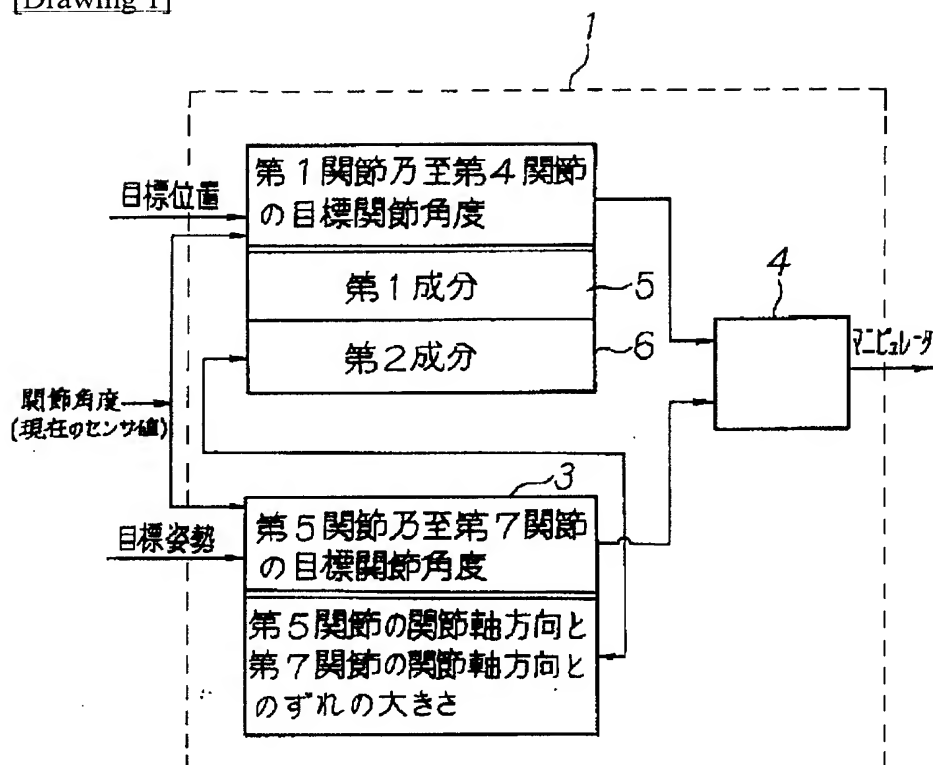 [Drawing 1]
1
第1関節乃至第4関節
の目標関節角度
目標位置
第1成分
5
第2成分
6
4
マニピュレータ
関節角度
(現在のセンサ値)
3
目標姿勢
第5関節乃至第7関節
の目標関節角度
第5関節の関節軸方向と
第7関節の関節軸方向と
のずれの大きさ